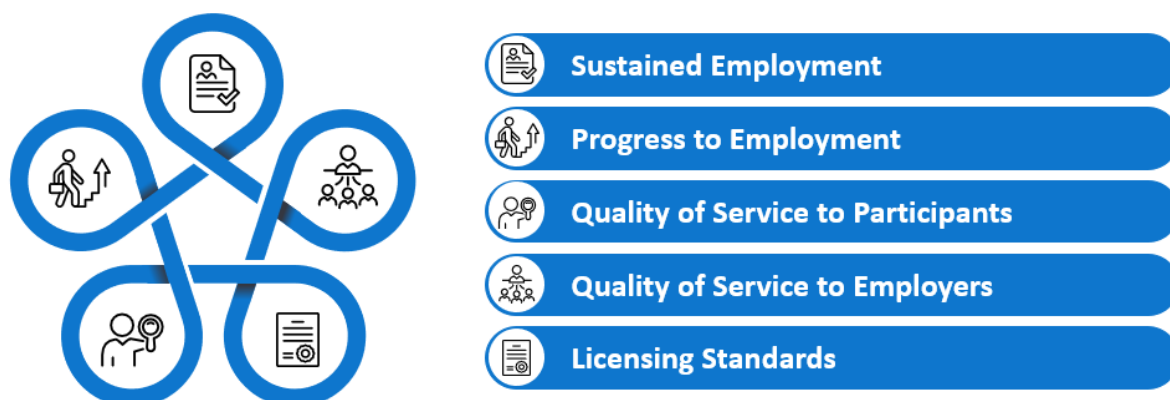 Sustained Employment
Progress to Employment
Quality of Service to Participants
Quality of Service to Employers
Licensing Standards